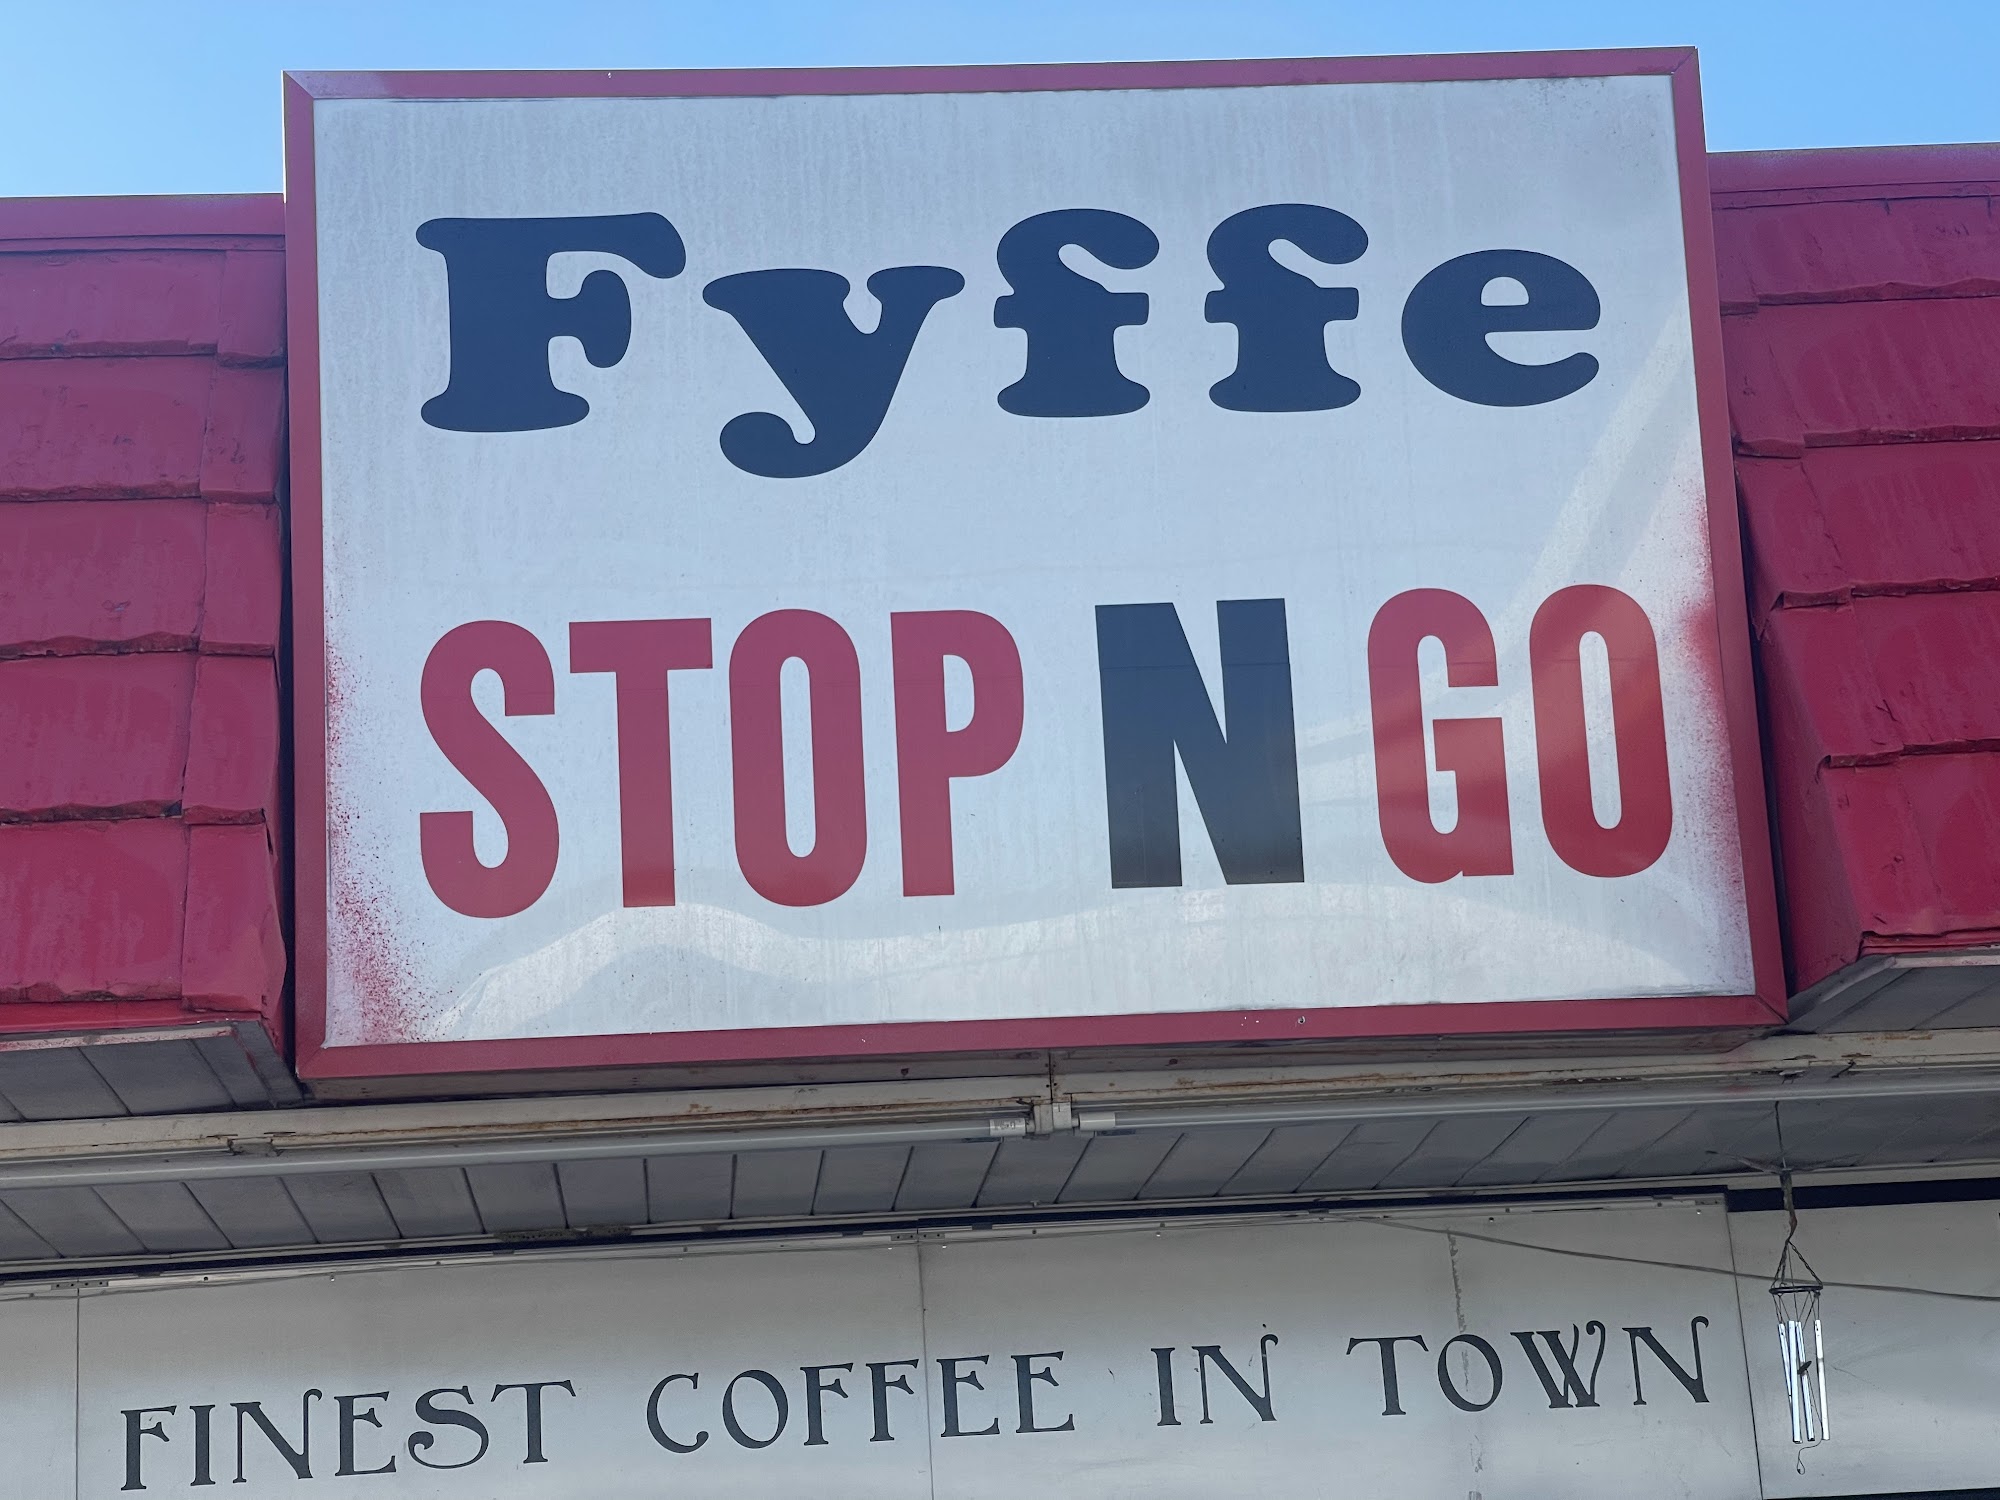 Fyffe
STOP N GO
FINEST COFFEE IN TOWN